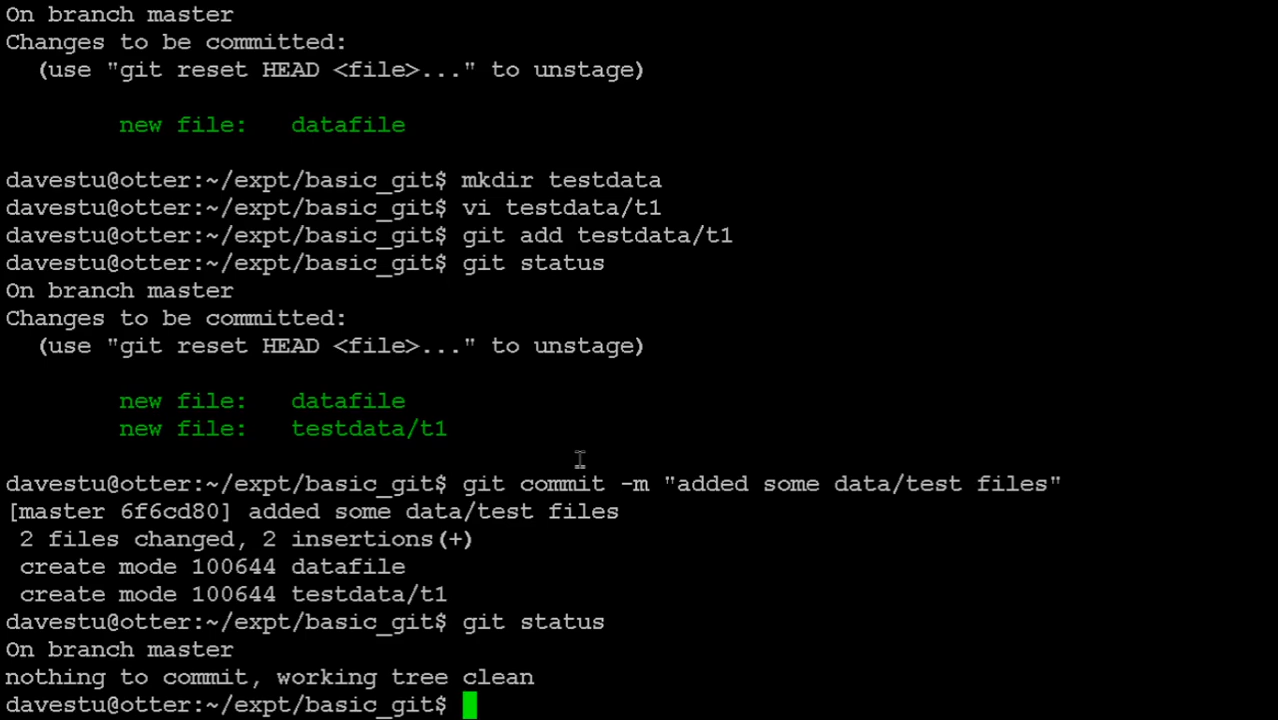 On branch master
Changes to be committed:
  (use "git reset HEAD <file>..." to unstage)
        new file:   datafile
davestu@otter:~/expt/basic_git$ mkdir testdata
davestu@otter:~/expt/basic_git$ vi testdata/t1
davestu@otter:~/expt/basic_git$ git add testdata/t1
davestu@otter:~/expt/basic_git$ git status
On branch master
Changes to be committed:
  (use "git reset HEAD <file>..." to unstage)
        new file:   datafile
        new file:   testdata/t1
davestu@otter:~/expt/basic_git$ git commit -m "added some data/test files"
[master 6f6cd80] added some data/test files
 2 files changed, 2 insertions(+)
 create mode 100644 datafile
 create mode 100644 testdata/t1
davestu@otter:~/expt/basic_git$ git status
On branch master
nothing to commit, working tree clean
davestu@otter:~/expt/basic_git$